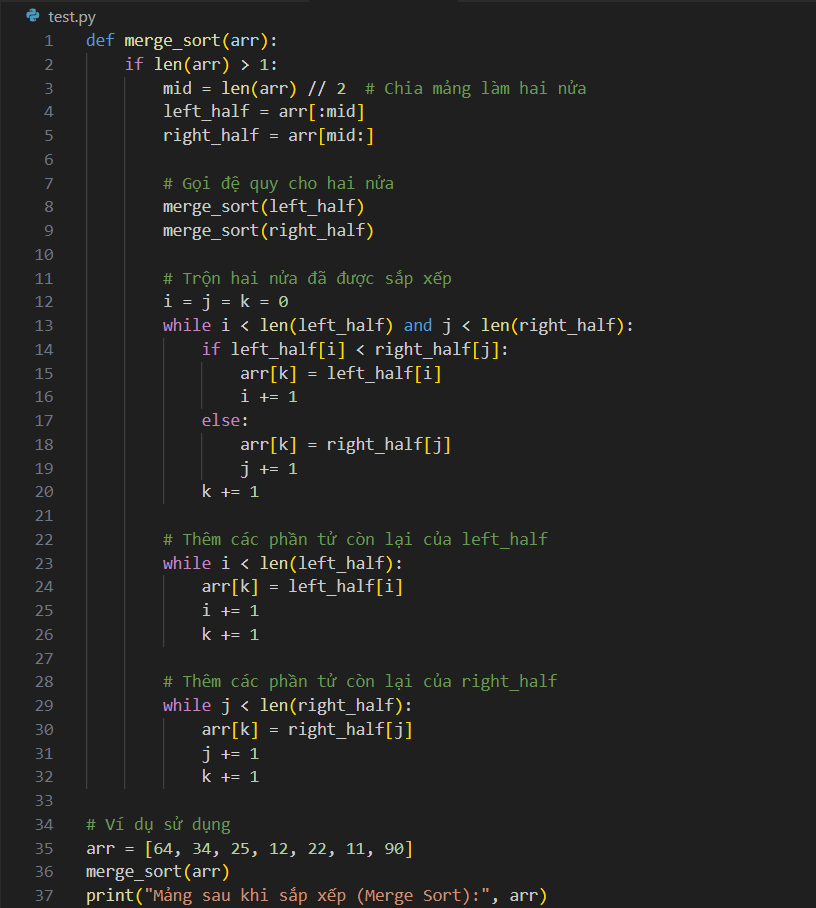 test.py
1 def merge_sort(arr):
2     if len(arr) > 1:
3         mid = len(arr) // 2  # Chia mảng làm hai nửa
4         left_half = arr[:mid]
5         right_half = arr[mid:]
6
7         # Gọi đệ quy cho hai nửa
8         merge_sort(left_half)
9         merge_sort(right_half)
10
11         # Trộn hai nửa đã được sắp xếp
12         i = j = k = 0
13         while i < len(left_half) and j < len(right_half):
14             if left_half[i] < right_half[j]:
15                 arr[k] = left_half[i]
16                 i += 1
17             else:
18                 arr[k] = right_half[j]
19                 j += 1
20             k += 1
21
22         # Thêm các phần tử còn lại của left_half
23         while i < len(left_half):
24             arr[k] = left_half[i]
25             i += 1
26             k += 1
27
28         # Thêm các phần tử còn lại của right_half
29         while j < len(right_half):
30             arr[k] = right_half[j]
31             j += 1
32             k += 1
33
34 # Ví dụ sử dụng
35 arr = [64, 34, 25, 12, 22, 11, 90]
36 merge_sort(arr)
37 print("Mảng sau khi sắp xếp (Merge Sort):", arr)